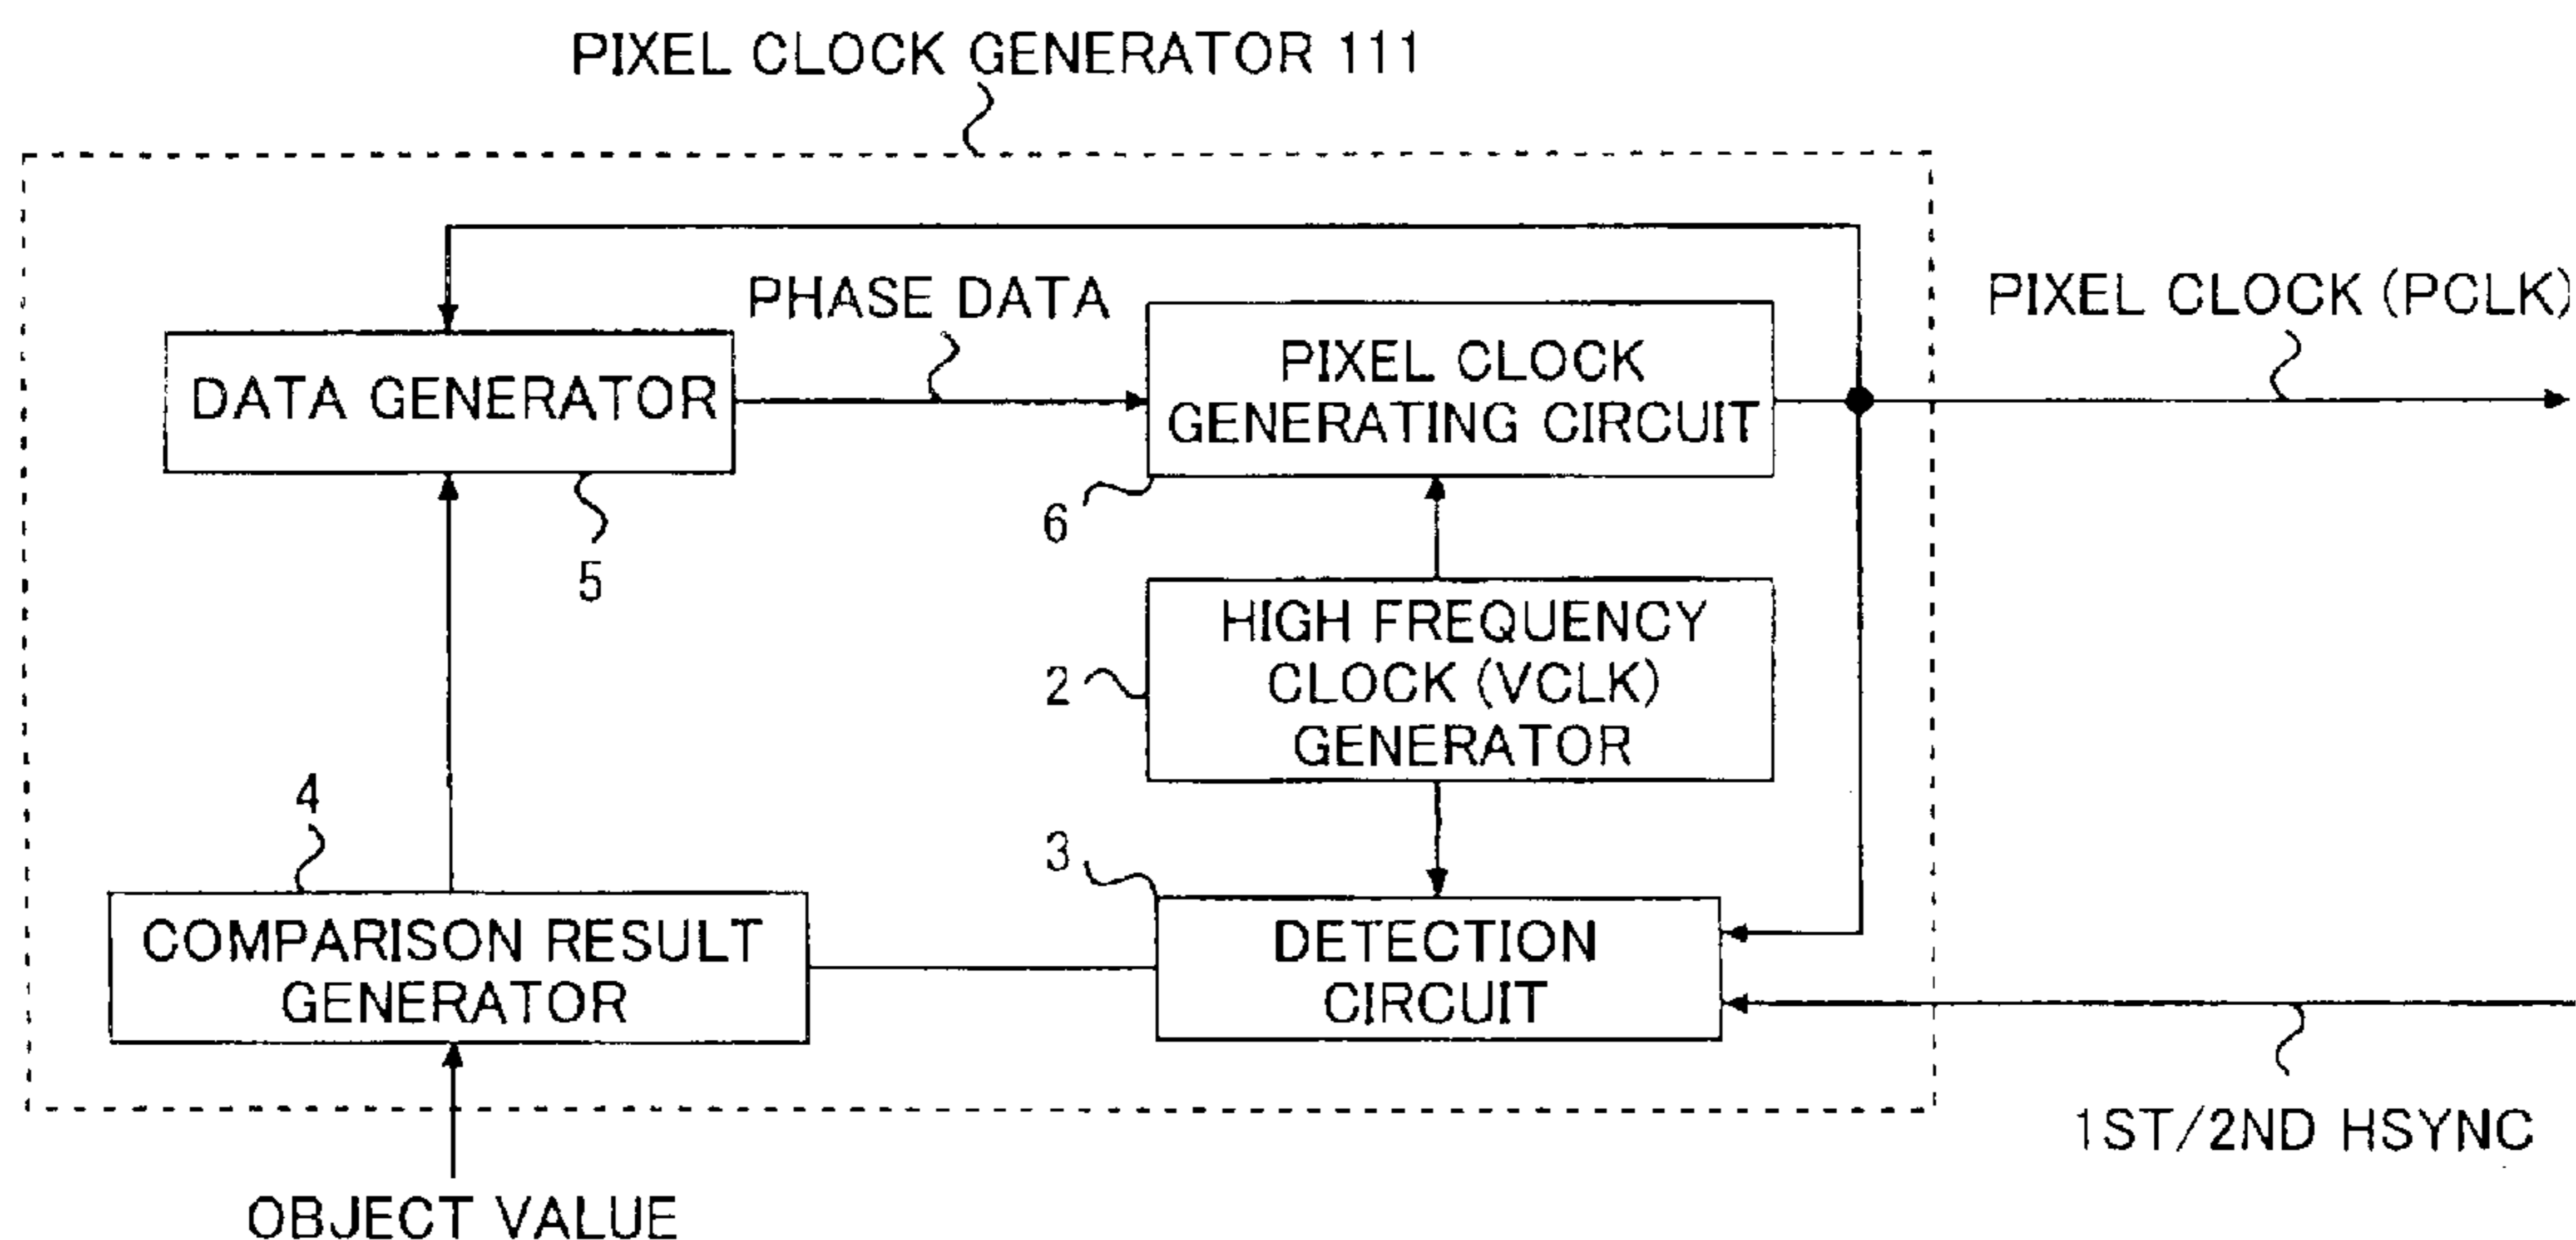 PIXEL CLOCK GENERATOR 111
PHASE DATA
PIXEL CLOCK (PCLK)
DATA GENERATOR
PIXEL CLOCK
GENERATING CIRCUIT
6
5
HIGH FREQUENCY
CLOCK (VCLK)
GENERATOR
2
4
3
COMPARISON RESULT
GENERATOR
DETECTION
CIRCUIT
1ST/2ND HSYNC
OBJECT VALUE